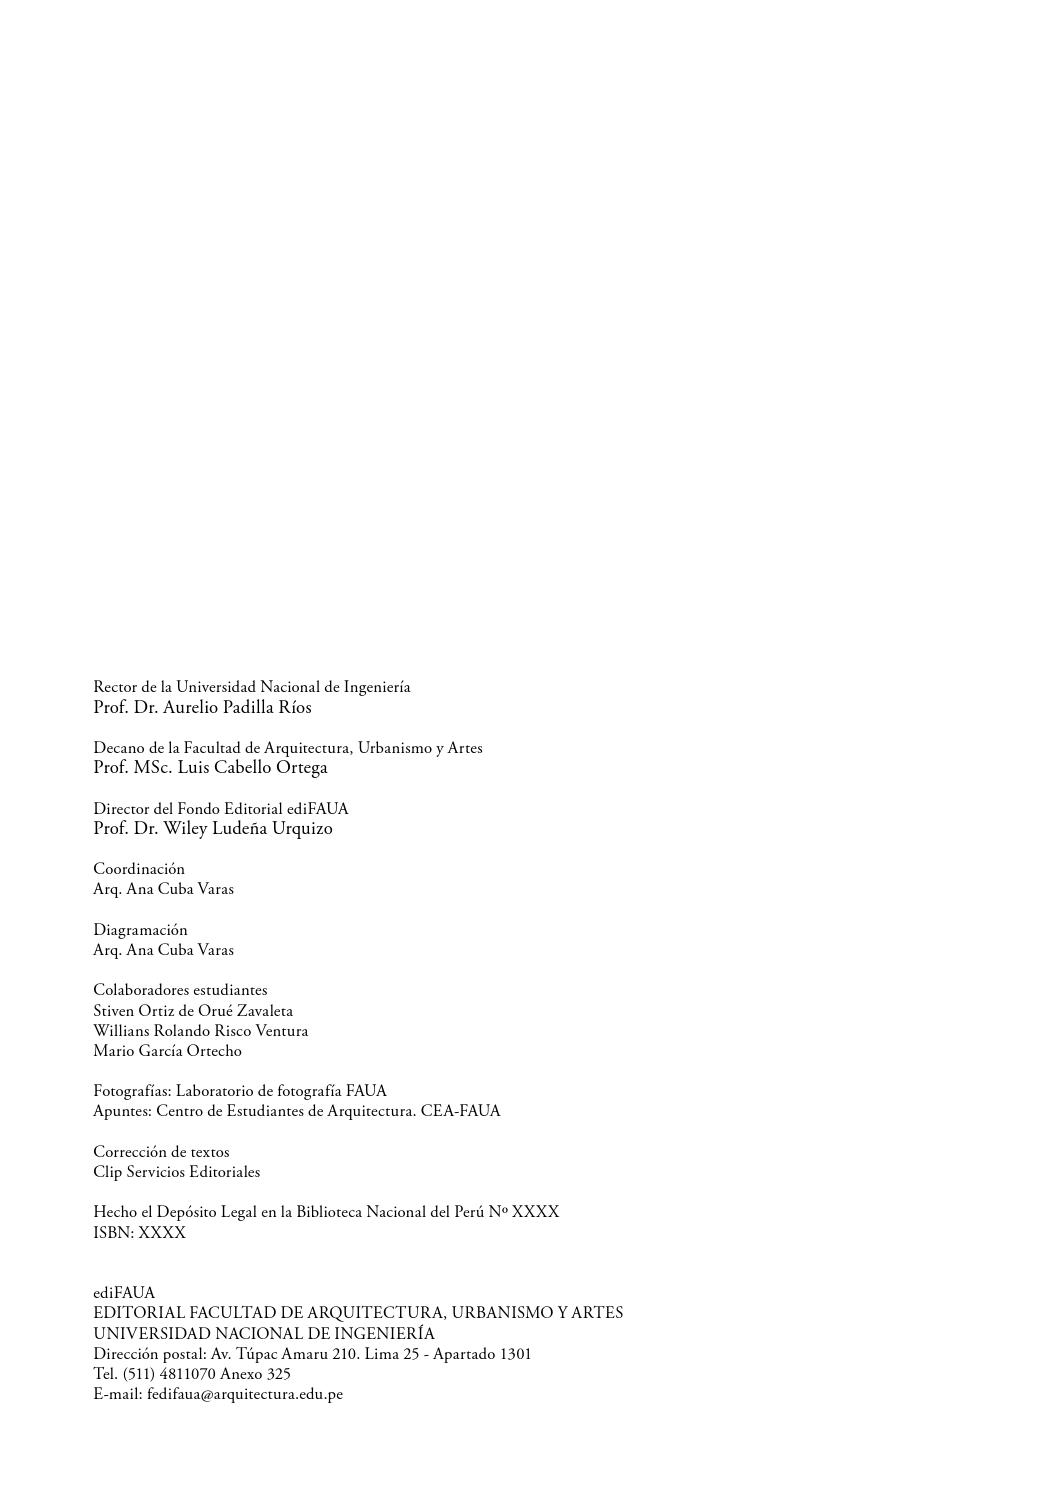 Rector de la Universidad Nacional de Ingeniería
Prof. Dr. Aurelio Padilla Ríos
Decano de la Facultad de Arquitectura, Urbanismo y Artes
Prof. MSc. Luis Cabello Ortega
Director del Fondo Editorial ediFAUA
Prof. Dr. Wiley Ludeña Urquizo
Coordinación
Arq. Ana Cuba Varas
Diagramación
Arq. Ana Cuba Varas
Colaboradores estudiantes
Stiven Ortiz de Orué Zavaleta
Willians Rolando Risco Ventura
Mario García Ortecho
Fotografías: Laboratorio de fotografía FAUA
Apuntes: Centro de Estudiantes de Arquitectura. CEA-FAUA
Corrección de textos
Clip Servicios Editoriales
Hecho el Depósito Legal en la Biblioteca Nacional del Perú Nº XXXX
ISBN: XXXX
ediFAUA
EDITORIAL FACULTAD DE ARQUITECTURA, URBANISMO Y ARTES
UNIVERSIDAD NACIONAL DE INGENIERÍA
Dirección postal: Av. Túpac Amaru 210. Lima 25 - Apartado 1301
Tel. (511) 4811070 Anexo 325
E-mail: fedifaua@arquitectura.edu.pe